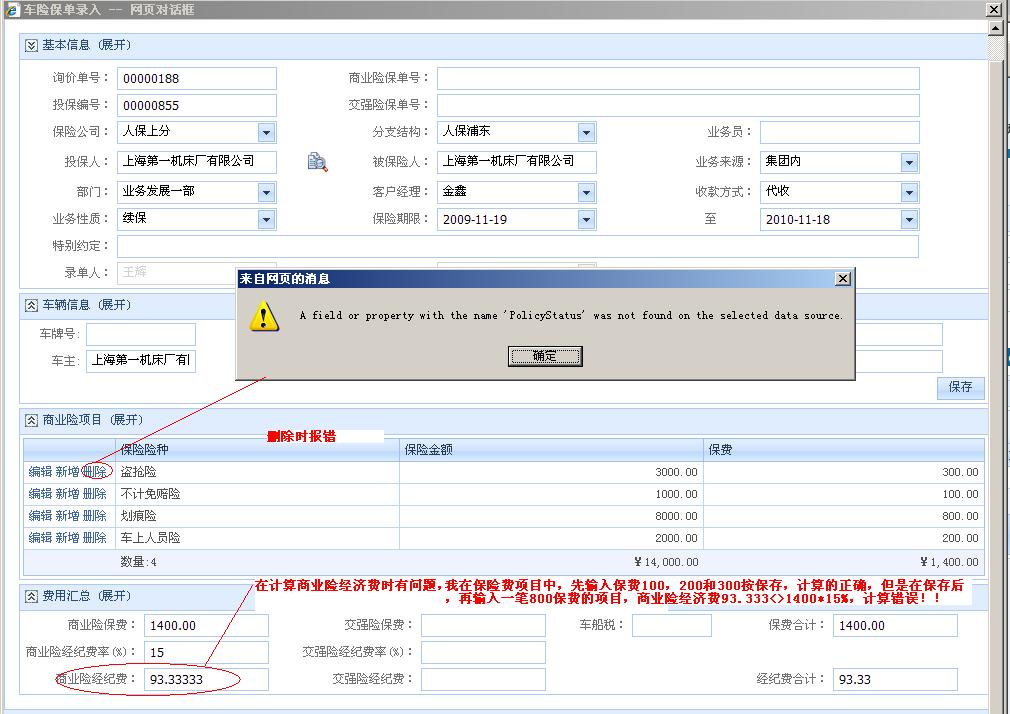 车险保单录入 -- 网页对话框
基本信息 (展开)
询价单号： 00000188 商业险保单号：
投保编号： 00000855 交强险保单号：
保险公司： 人保上分 分支结构： 人保浦东 业务员：
投保人： 上海第一机床厂有限公司 被保险人： 上海第一机床厂有限公司 业务来源： 集团内
部门： 业务发展一部 客户经理： 金鑫 收款方式： 代收
业务性质： 续保 保险期限： 2009-11-19 至 2010-11-18
特别约定：
录单人： 王辉
来自网页的消息
A field or property with the name 'PolicyStatus' was not found on the selected data source.
确定
车辆信息 (展开)
车牌号:
车主: 上海第一机床厂有
保存
商业险项目 (展开)
删除时报错
保险险种 保险金额 保费
编辑 新增 删除 盗抢险 3000.00 300.00
编辑 新增 删除 不计免赔险 1000.00 100.00
编辑 新增 删除 划痕险 8000.00 800.00
编辑 新增 删除 车上人员险 2000.00 200.00
数量:4 ￥14,000.00 ￥1,400.00
在计算商业险经济费时有问题，我在保险费项目中，先输入保费100，200和300按保存，计算的正确，但是在保存后
，再输入一笔800保费的项目，商业险经济费93.333<>1400*15%，计算错误！！
费用汇总 (展开)
商业险保费： 1400.00 交强险保费： 车船税： 保费合计： 1400.00
商业险经纪费率(%)： 15 交强险经纪费率(%)：
商业险经纪费： 93.33333 交强险经纪费： 经纪费合计： 93.33